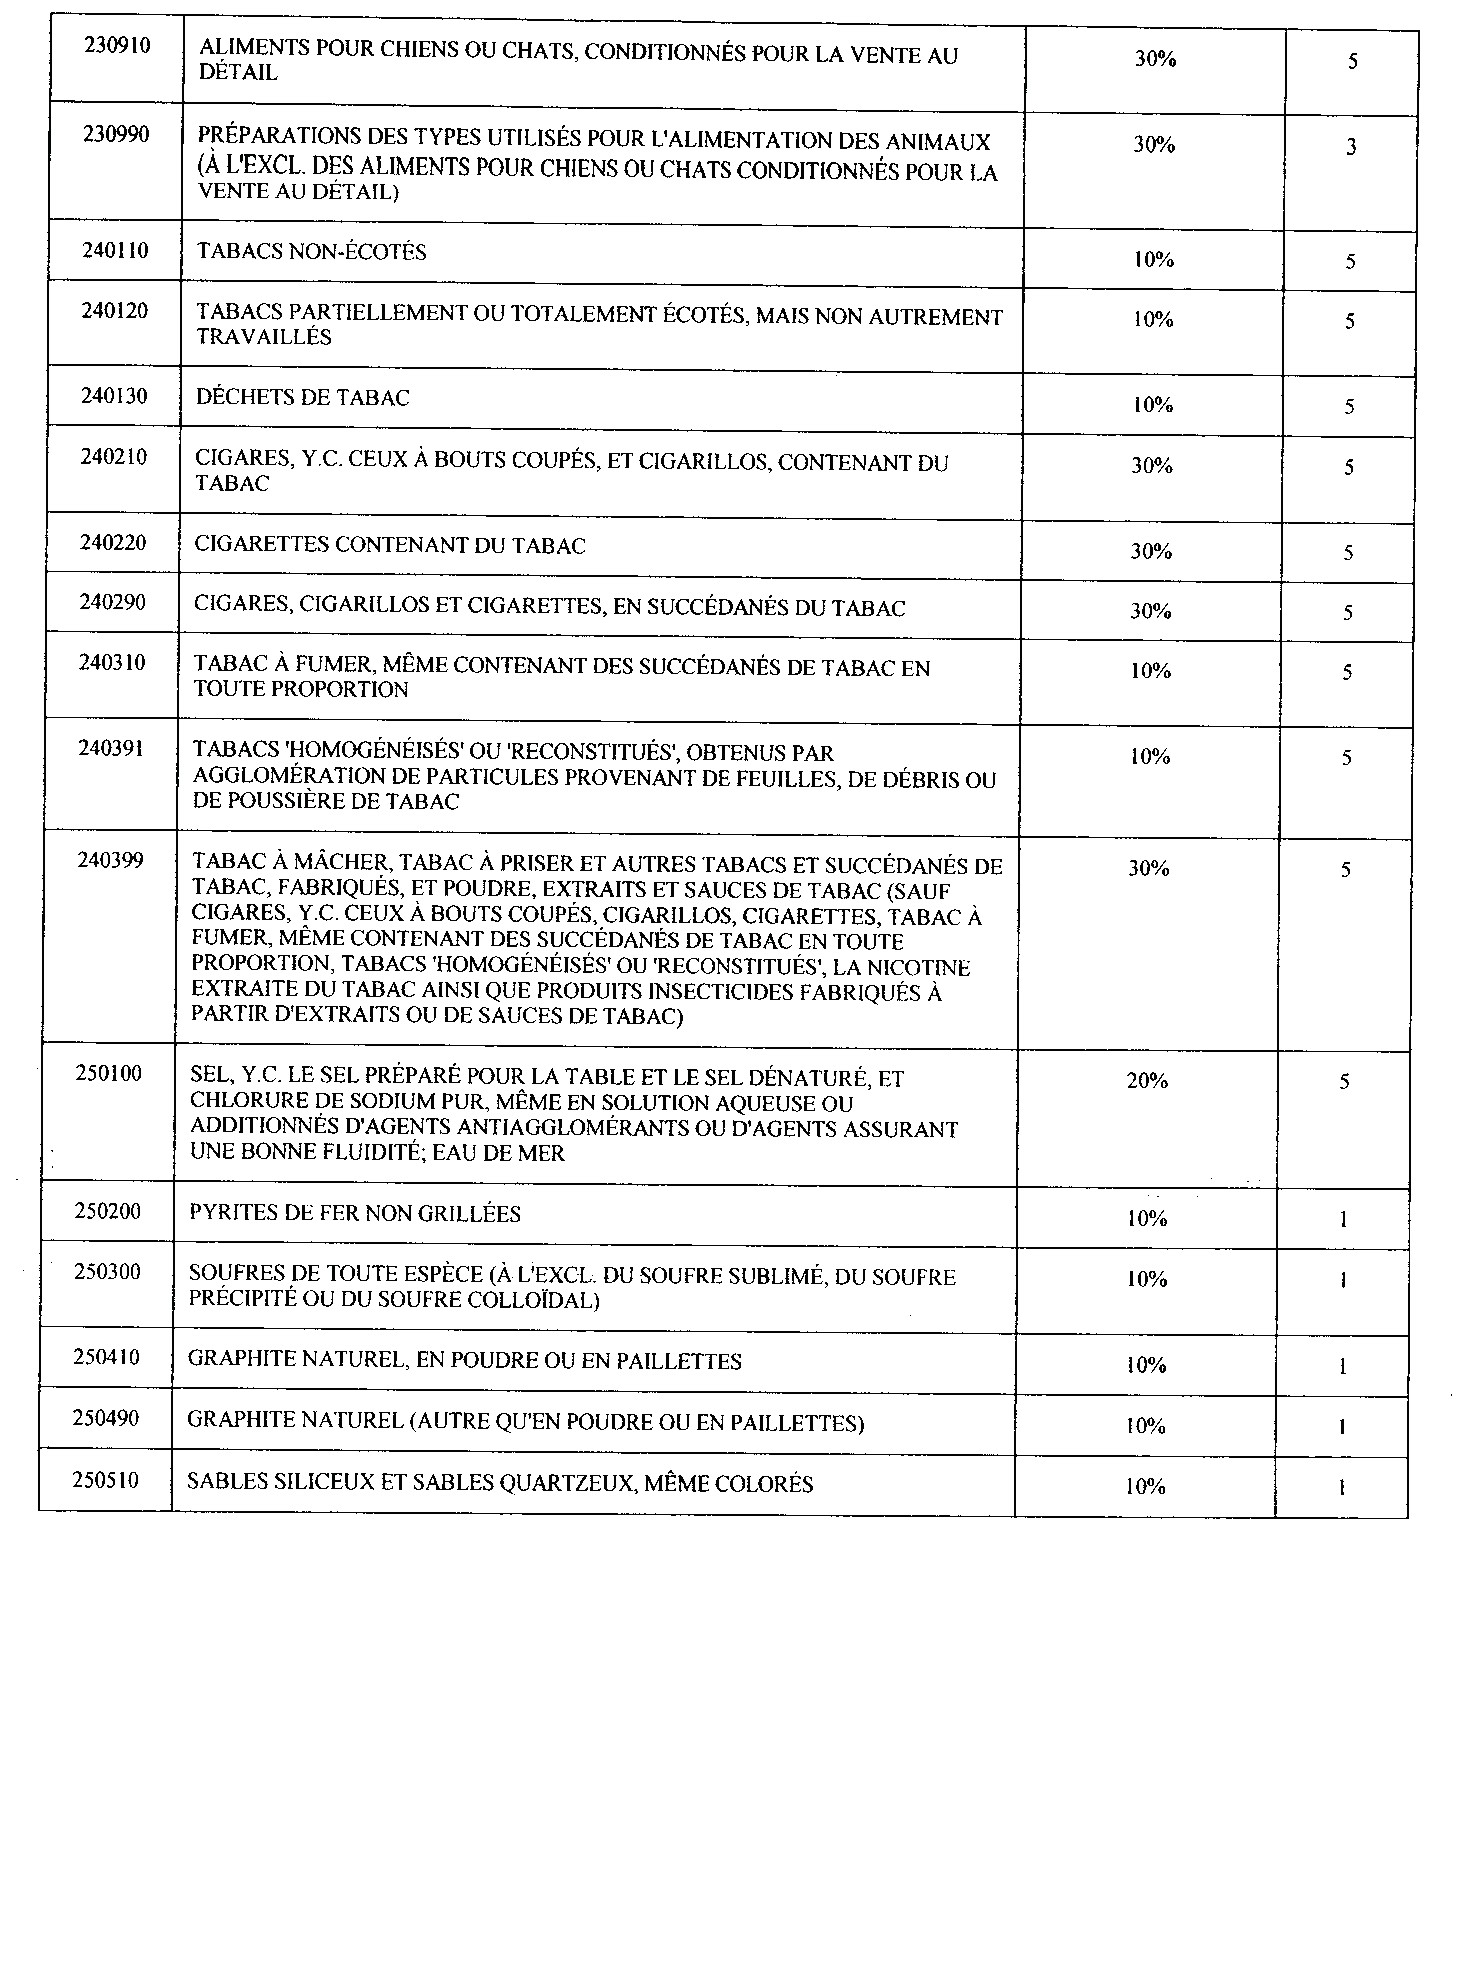 230910 ALIMENTS POUR CHIENS OU CHATS, CONDITIONNÉS POUR LA VENTE AU 30% 5
DÉTAIL
230990 PRÉPARATIONS DES TYPES UTILISÉS POUR L'ALIMENTATION DES ANIMAUX 30% 3
(À L'EXCL. DES ALIMENTS POUR CHIENS OU CHATS CONDITIONNÉS POUR LA
VENTE AU DÉTAIL)
240110 TABACS NON-ÉCOTÉS 10% 5
240120 TABACS PARTIELLEMENT OU TOTALEMENT ÉCOTÉS, MAIS NON AUTREMENT 10% 5
TRAVAILLÉS
240130 DÉCHETS DE TABAC 10% 5
240210 CIGARES, Y.C. CEUX À BOUTS COUPÉS, ET CIGARILLOS, CONTENANT DU 30% 5
TABAC
240220 CIGARETTES CONTENANT DU TABAC 30% 5
240290 CIGARES, CIGARILLOS ET CIGARETTES, EN SUCCÉDANÉS DU TABAC 30% 5
240310 TABAC À FUMER, MÊME CONTENANT DES SUCCÉDANÉS DE TABAC EN 10% 5
TOUTE PROPORTION
240391 TABACS 'HOMOGÉNÉISÉS' OU 'RECONSTITUÉS', OBTENUS PAR 10% 5
AGGLOMÉRATION DE PARTICULES PROVENANT DE FEUILLES, DE DÉBRIS OU
DE POUSSIÈRE DE TABAC
240399 TABAC À MÂCHER, TABAC À PRISER ET AUTRES TABACS ET SUCCÉDANÉS DE 30% 5
TABAC, FABRIQUÉS, ET POUDRE, EXTRAITS ET SAUCES DE TABAC (SAUF
CIGARES, Y.C. CEUX À BOUTS COUPÉS, CIGARILLOS, CIGARETTES, TABAC À
FUMER, MÊME CONTENANT DES SUCCÉDANÉS DE TABAC EN TOUTE
PROPORTION, TABACS 'HOMOGÉNÉISÉS' OU 'RECONSTITUÉS', LA NICOTINE
EXTRAITE DU TABAC AINSI QUE PRODUITS INSECTICIDES FABRIQUÉS À
PARTIR D'EXTRAITS OU DE SAUCES DE TABAC)
250100 SEL, Y.C. LE SEL PRÉPARÉ POUR LA TABLE ET LE SEL DÉNATURÉ, ET 20% 5
CHLORURE DE SODIUM PUR, MÊME EN SOLUTION AQUEUSE OU
ADDITIONNÉS D'AGENTS ANTIAGGLOMÉRANTS OU D'AGENTS ASSURANT
UNE BONNE FLUIDITÉ; EAU DE MER
250200 PYRITES DE FER NON GRILLÉES 10% 1
250300 SOUFRES DE TOUTE ESPÈCE (À L'EXCL. DU SOUFRE SUBLIMÉ, DU SOUFRE 10% 1
PRÉCIPITÉ OU DU SOUFRE COLLOÏDAL)
250410 GRAPHITE NATUREL, EN POUDRE OU EN PAILLETTES 10% 1
250490 GRAPHITE NATUREL (AUTRE QU'EN POUDRE OU EN PAILLETTES) 10% 1
250510 SABLES SILICEUX ET SABLES QUARTZEUX, MÊME COLORÉS 10% 1